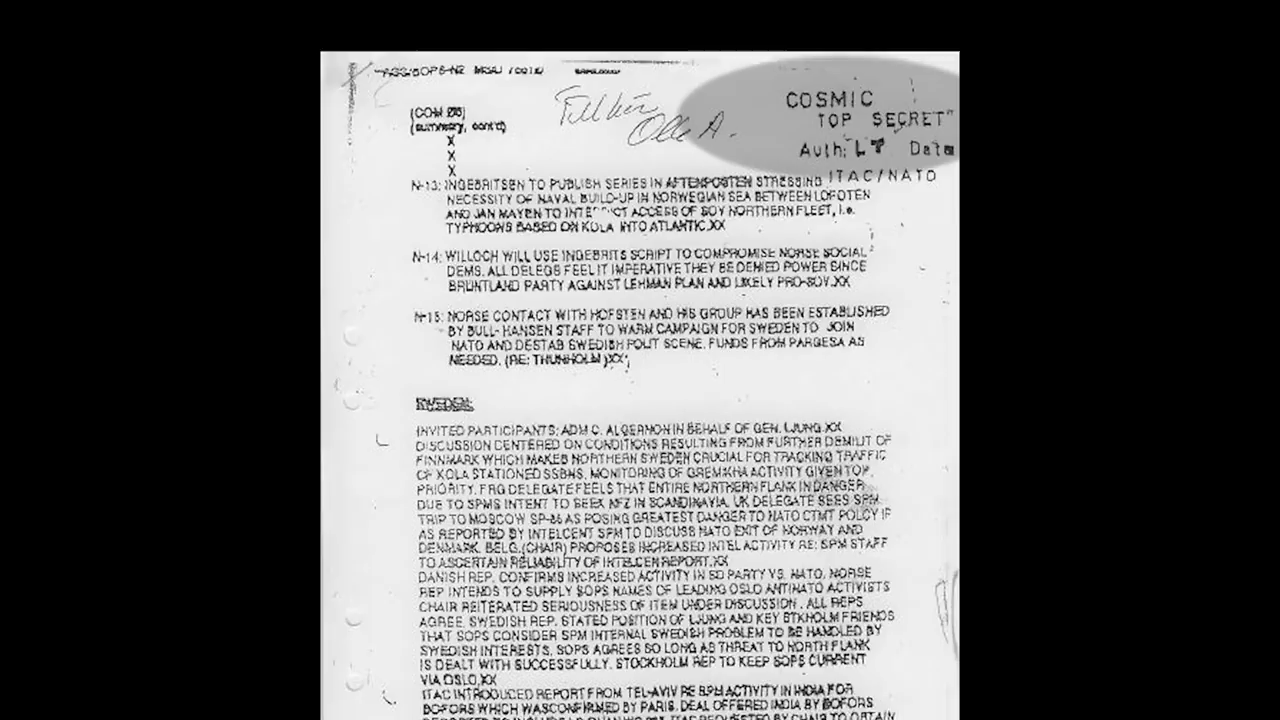 COSMIC
TOP SECRET"
Auth: LT Data
ITAC/NATO
Olle A.
(summary, cont'd)
X
X
X
N-13: INGEBRITSEN TO PUBLISH SERIES IN AFTENPOSTEN STRESSING
NECESSITY OF NAVAL BUILD-UP IN NORWEGIAN SEA BETWEEN LOFOTEN
AND JAN MAYEN TO ACCESS OF SOV NORTHERN FLEET, i.e.
TYPHOONS BASED ON KOLA INTO ATLANTIC.XX
N-14: WILLOCH WILL USE INGEBRITS SCRIPT TO COMPROMISE NORSE SOCIAL
DEMS. ALL DELEGS FEEL IT IMPERATIVE THEY BE DENIED POWER SINCE
BRUNTLAND PARTY AGAINST LEHMAN PLAN AND LIKELY PRO-SOV.XX
N-15: NORSE CONTACT WITH HOFSTEN AND HIS GROUP HAS BEEN ESTABLISHED
BY BULL-HANSEN STAFF TO WARM CAMPAIGN FOR SWEDEN TO JOIN
NATO AND DESTAB SWEDISH POLIT SCENE. FUNDS FROM PARGESA AS
NEEDED. (RE: THUNHOLM)XX
SWEDEN:
INVITED PARTICIPANTS: ADM C. ALGERNON IN BEHALF OF GEN. LJUNG.XX
DISCUSSION CENTERED ON CONDITIONS RESULTING FROM FURTHER DEMILIT OF
FINNMARK WHICH MAKES NORTHERN SWEDEN CRUCIAL FOR TRACKING TRAFFIC
OF KOLA STATIONED SSBNS. MONITORING OF GREMIKHA ACTIVITY GIVEN TOP
PRIORITY. FRG DELEGATE FEELS THAT ENTIRE NORTHERN FLANK IN DANGER
DUE TO SPMS INTENT TO SEEK NFZ IN SCANDINAVIA. UK DELEGATE SEES SPM
TRIP TO MOSCOW SP-86 AS POSING GREATEST DANGER TO NATO CTMT POLCY IF
AS REPORTED BY INTELCENT SPM TO DISCUSS NATO EXIT OF NORWAY AND
DENMARK. BELG.(CHAIR) PROPOSES INCREASED INTEL ACTIVITY RE: SPM STAFF
TO ASCERTAIN RELIABILITY OF INTELCEN REPORT.XX
DANISH REP. CONFIRMS INCREASED ACTIVITY IN SD PARTY VS. NATO. NORSE
REP INTENDS TO SUPPLY SOPS NAMES OF LEADING OSLO ANTINATO ACTIVISTS
CHAIR REITERATED SERIOUSNESS OF ITEM UNDER DISCUSSION. ALL REPS
AGREE. SWEDISH REP. STATED POSITION OF LJUNG AND KEY STKHOLM FRIENDS
THAT SOPS CONSIDER SPM INTERNAL SWEDISH PROBLEM TO BE HANDLED BY
SWEDISH INTERESTS. SOPS AGREES SO LONG AS THREAT TO NORTH FLANK
IS DEALT WITH SUCCESSFULLY. STOCKHOLM REP TO KEEP SOPS CURRENT
VIA OSLO.XX
ITAC INTRODUCED REPORT FROM TEL-AVIV RE SPM ACTIVITY IN INDIA FOR
BOFORS WHICH WASCONFIRMED BY PARIS. DEAL OFFERED INDIA BY BOFORS
ITAC REQUESTED BY CHAIR TO OBTAIN